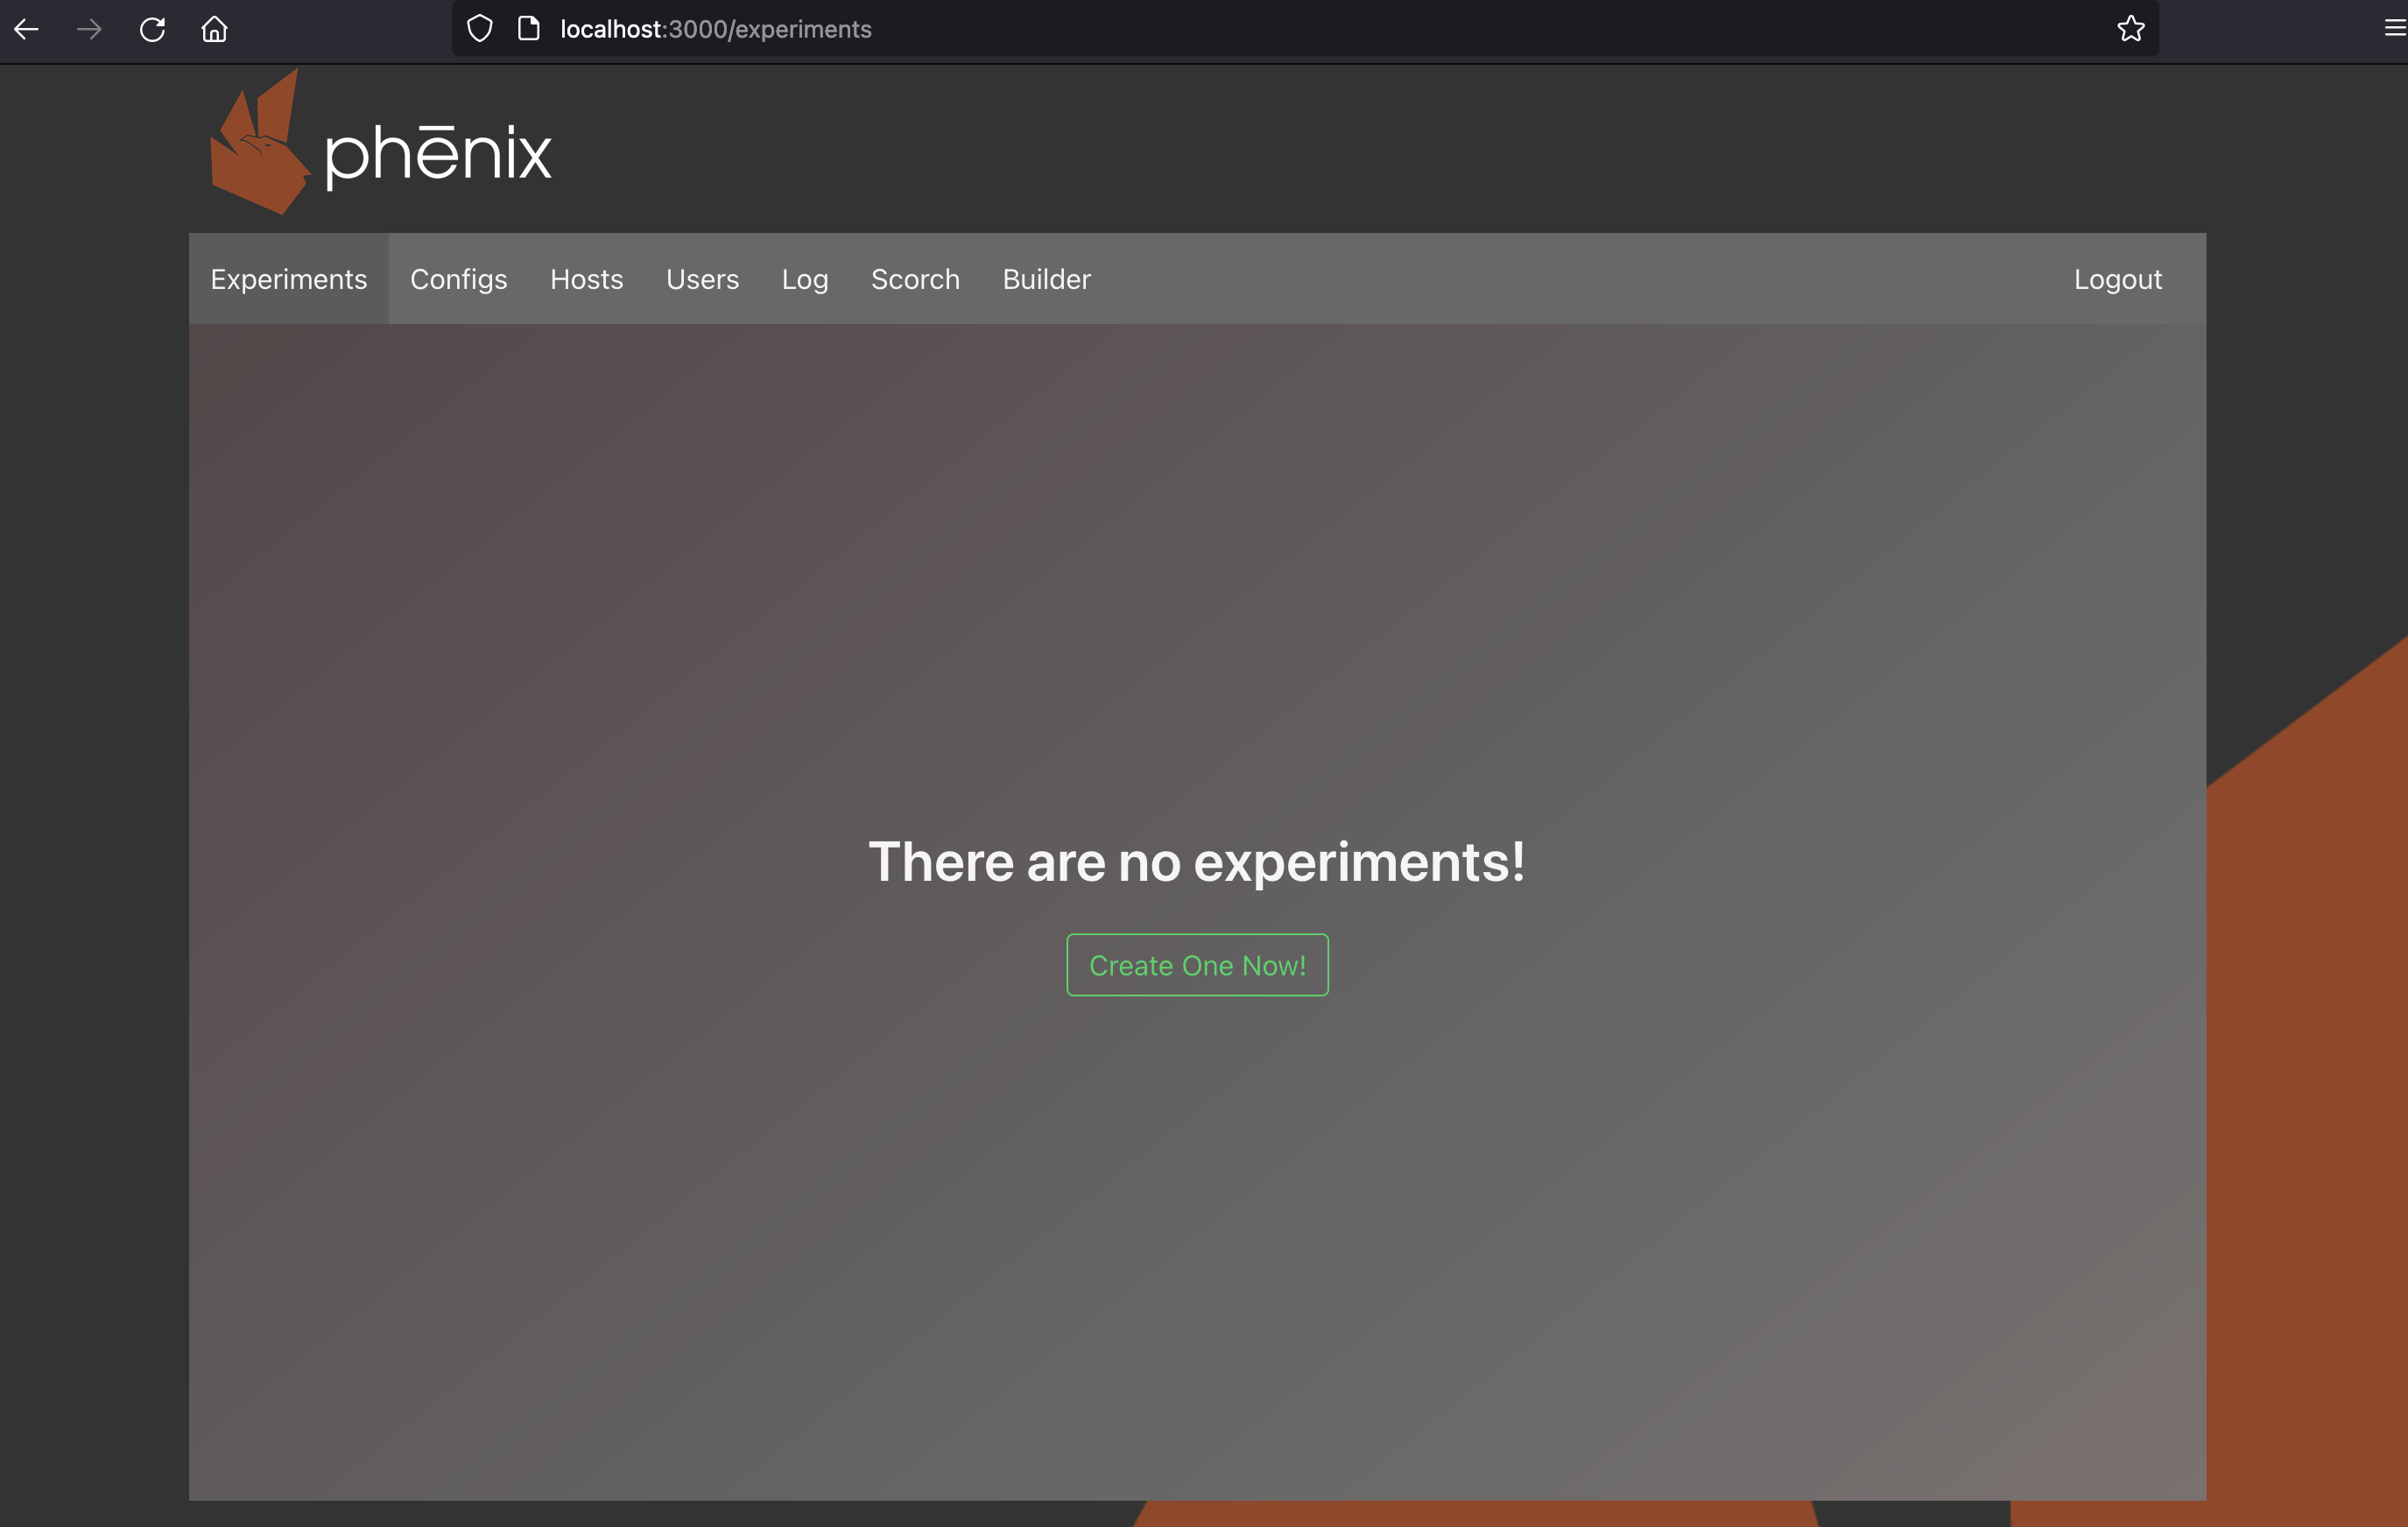 localhost:3000/experiments
phēnix
Experiments Configs Hosts Users Log Scorch Builder Logout
There are no experiments!
Create One Now!